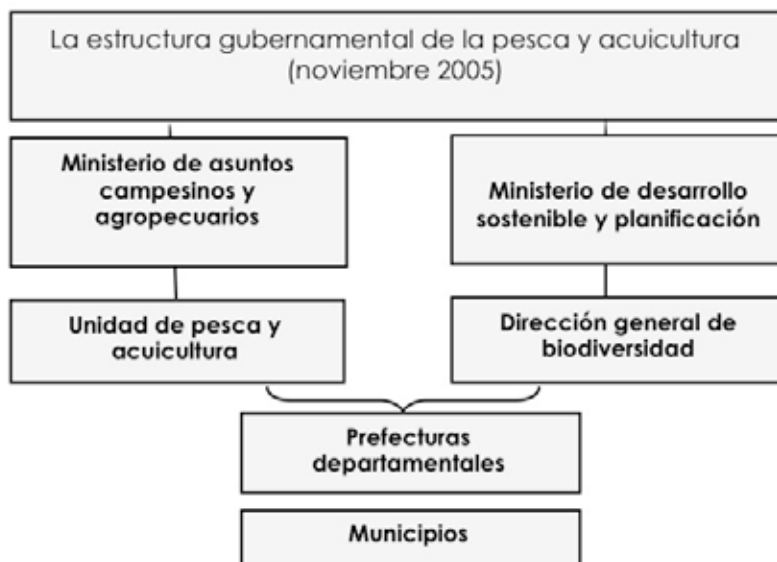 La estructura gubernamental de la pesca y acuicultura
(noviembre 2005)
Ministerio de asuntos
campesinos y
agropecuarios
Ministerio de desarrollo
sostenible y planificación
Unidad de pesca y
acuicultura
Dirección general de
biodiversidad
Prefecturas
departamentales
Municipios